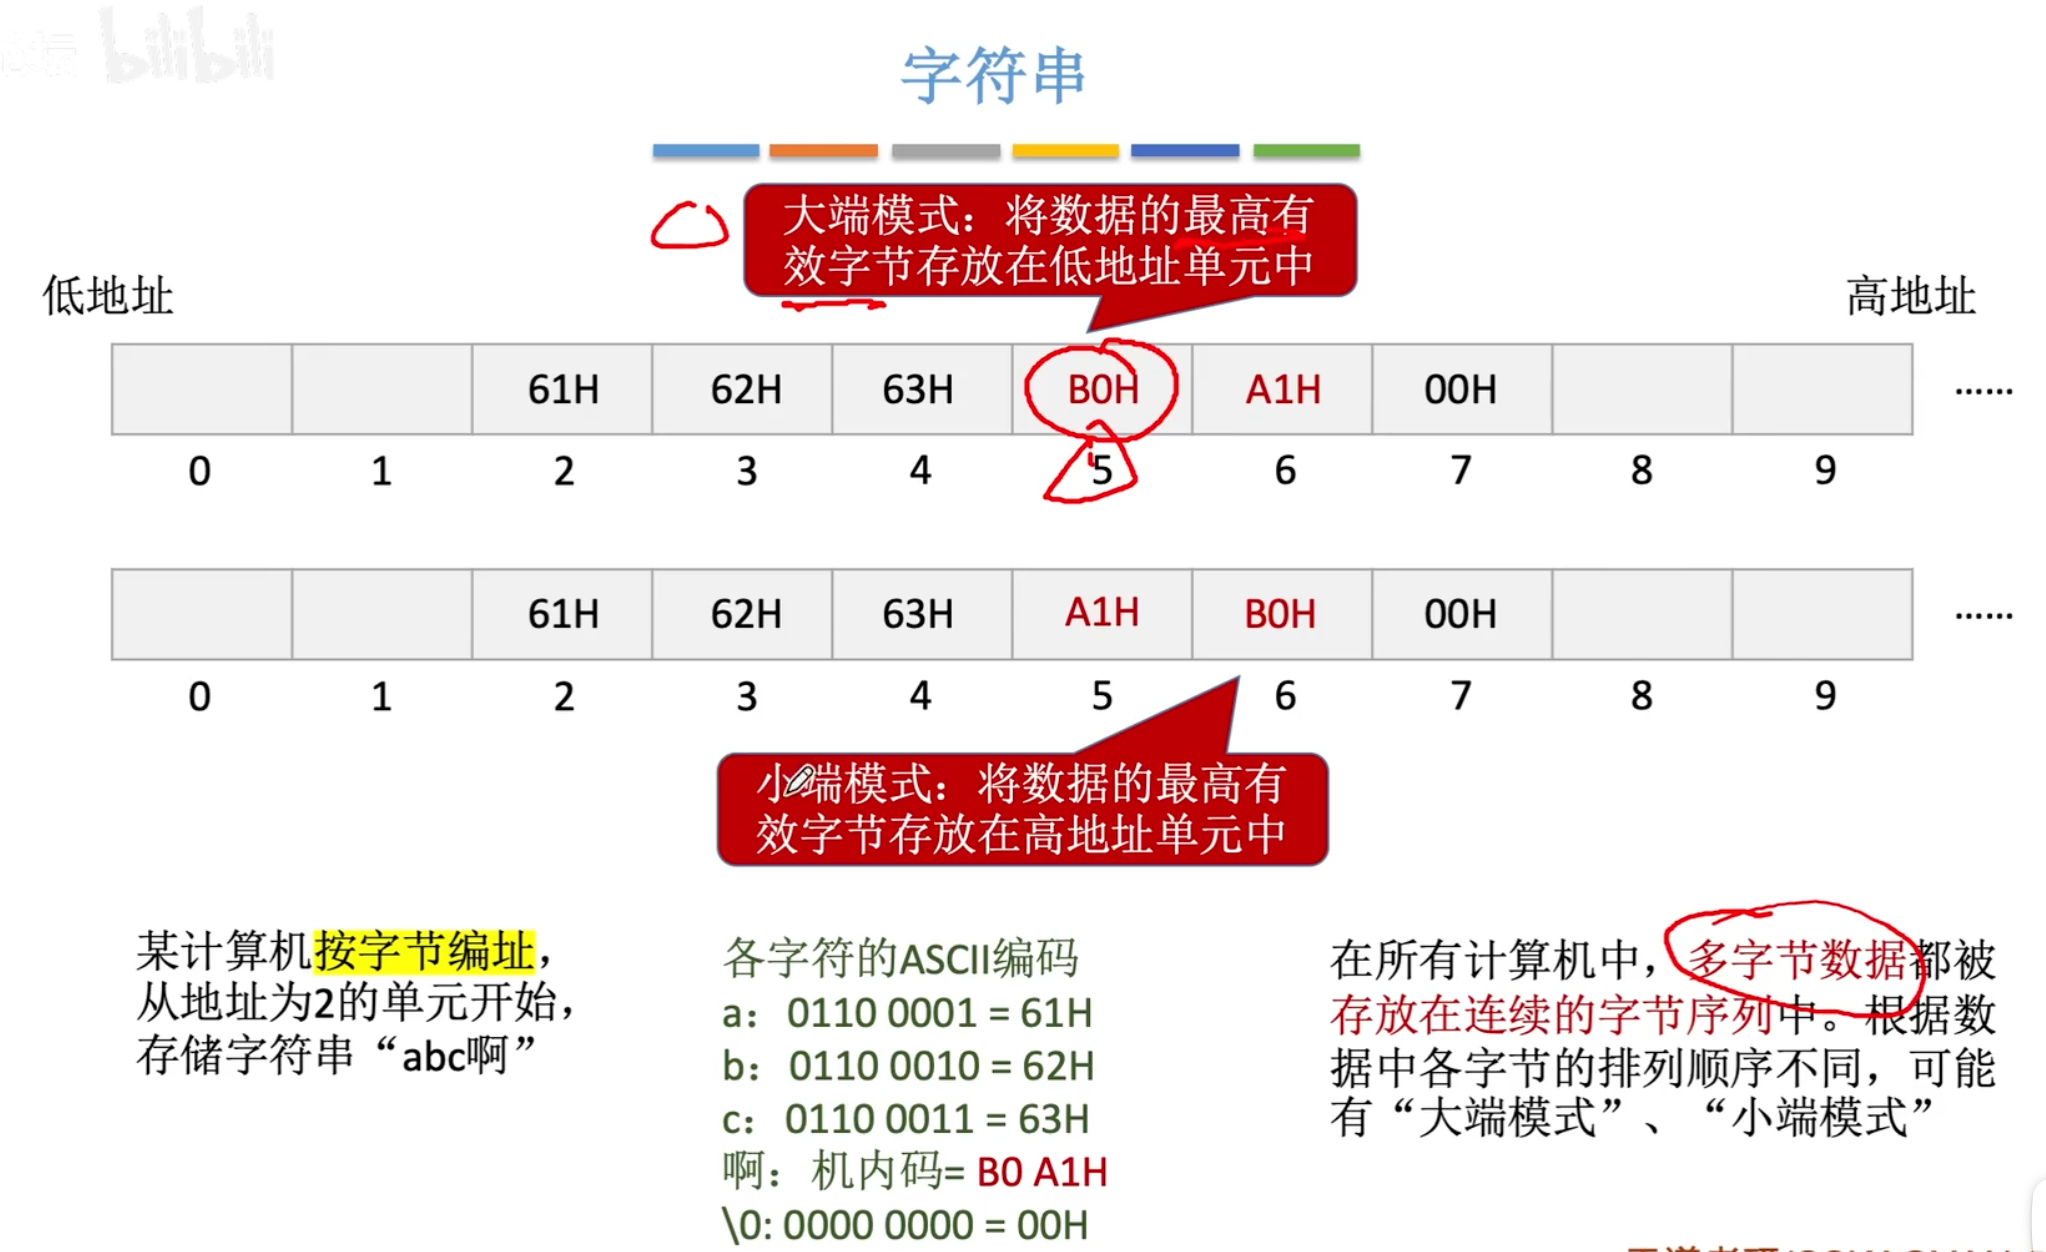 bilibili
字符串
大端模式：将数据的最高有
效字节存放在低地址单元中
低地址
高地址
61H 62H 63H B0H A1H 00H ……
0 1 2 3 4 5 6 7 8 9
61H 62H 63H A1H B0H 00H ……
0 1 2 3 4 5 6 7 8 9
小端模式：将数据的最高有
效字节存放在高地址单元中
某计算机按字节编址，
从地址为2的单元开始，
存储字符串“abc啊”
各字符的ASCII编码
a： 0110 0001 = 61H
b： 0110 0010 = 62H
c： 0110 0011 = 63H
啊：机内码= B0 A1H
\0: 0000 0000 = 00H
在所有计算机中，多字节数据都被
存放在连续的字节序列中。根据数
据中各字节的排列顺序不同，可能
有“大端模式”、“小端模式”